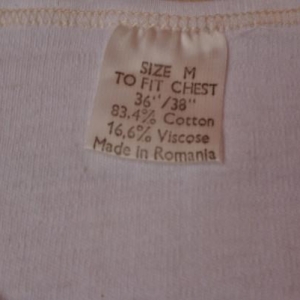 SIZE M
TO FIT CHEST
36"/38"
83,4% Cotton
16,6% Viscose
Made in Romania